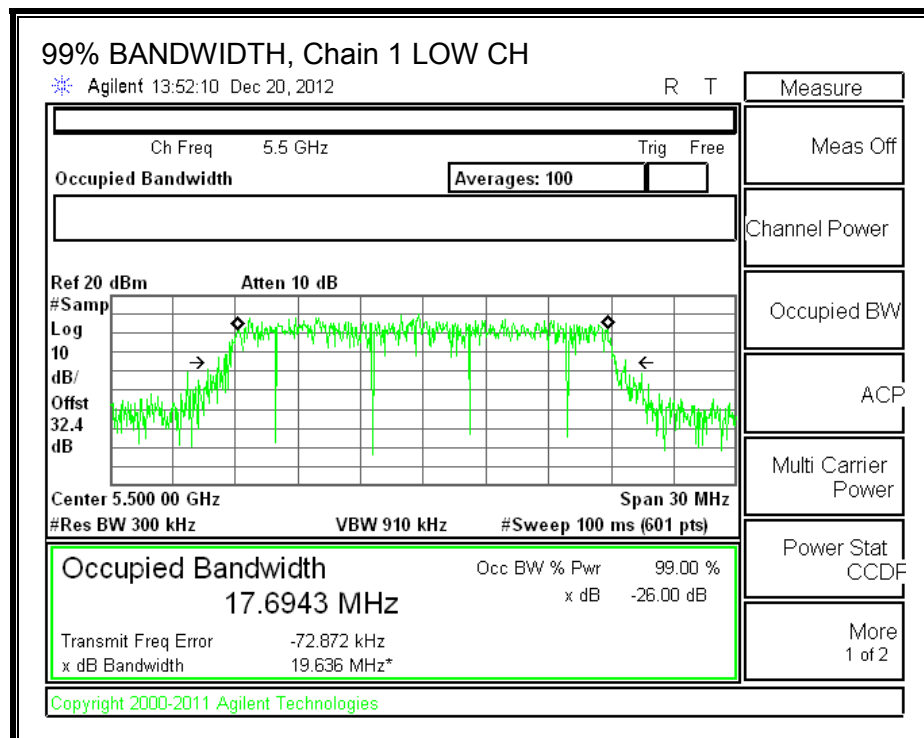 99% BANDWIDTH, Chain 1 LOW CH
Agilent 13:52:10 Dec 20, 2012 R T
Measure
Ch Freq 5.5 GHz Trig Free
Occupied Bandwidth Averages: 100
Ref 20 dBm Atten 10 dB
#Samp
Log
10
dB/
Offst
32.4
dB
Center 5.500 00 GHz Span 30 MHz
#Res BW 300 kHz VBW 910 kHz #Sweep 100 ms (601 pts)
Occupied Bandwidth Occ BW % Pwr 99.00 %
17.6943 MHz x dB -26.00 dB
Transmit Freq Error -72.872 kHz
x dB Bandwidth 19.636 MHz*
Meas Off
Channel Power
Occupied BW
ACP
Multi Carrier
Power
Power Stat
CCDF
More
1 of 2
Copyright 2000-2011 Agilent Technologies